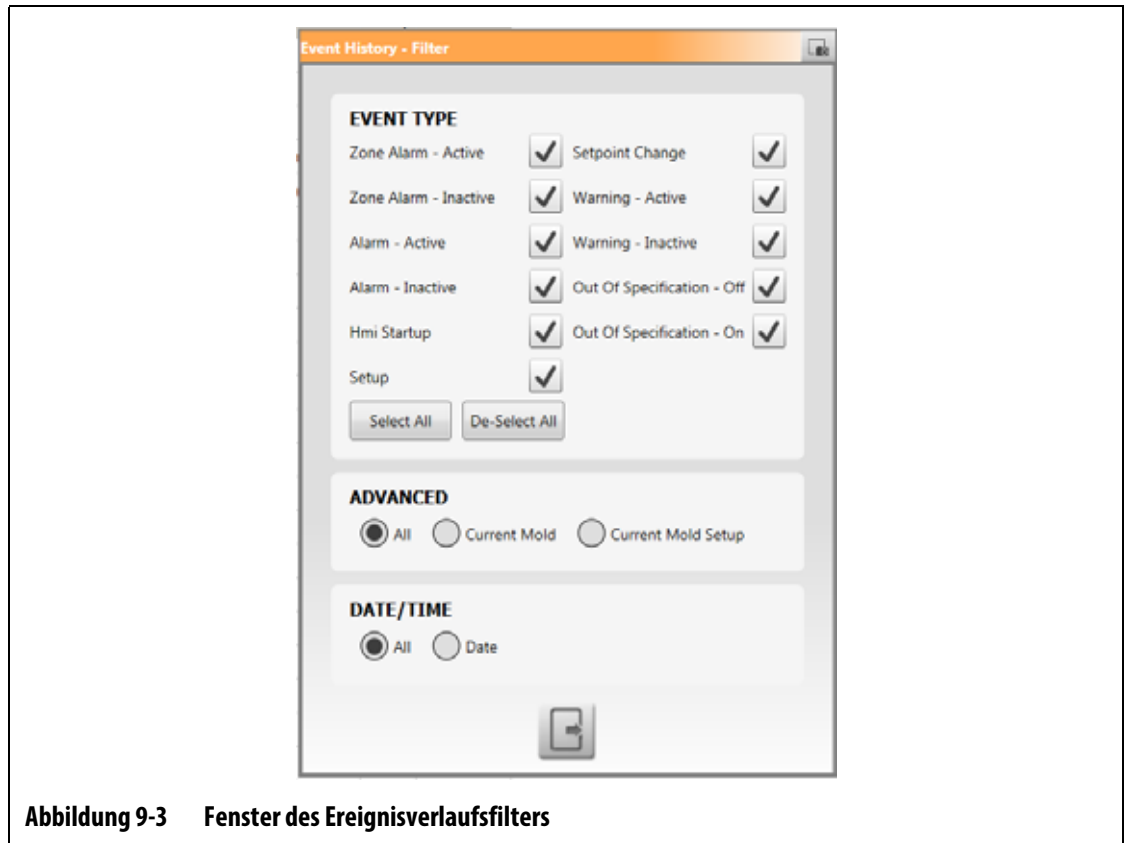 Event History - Filter
EVENT TYPE
Zone Alarm - Active Setpoint Change
Zone Alarm - Inactive Warning - Active
Alarm - Active Warning - Inactive
Alarm - Inactive Out Of Specification - Off
Hmi Startup Out Of Specification - On
Setup
Select All De-Select All
ADVANCED
All Current Mold Current Mold Setup
DATE/TIME
All Date
Abbildung 9-3 Fenster des Ereignisverlaufsfilters